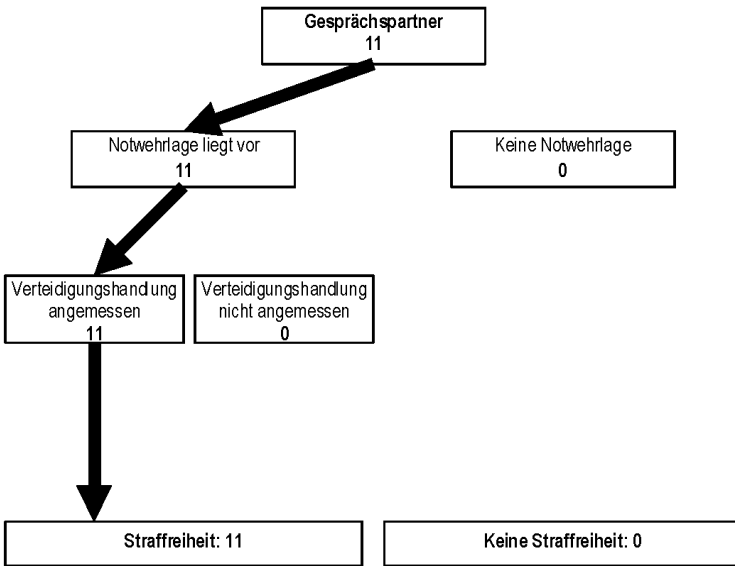 Gesprächspartner
11
Notwehrlage liegt vor
11
Keine Notwehrlage
0
Verteidigungshandlung
angemessen
11
Verteidigungshandlung
nicht angemessen
0
Straffreiheit: 11
Keine Straffreiheit: 0